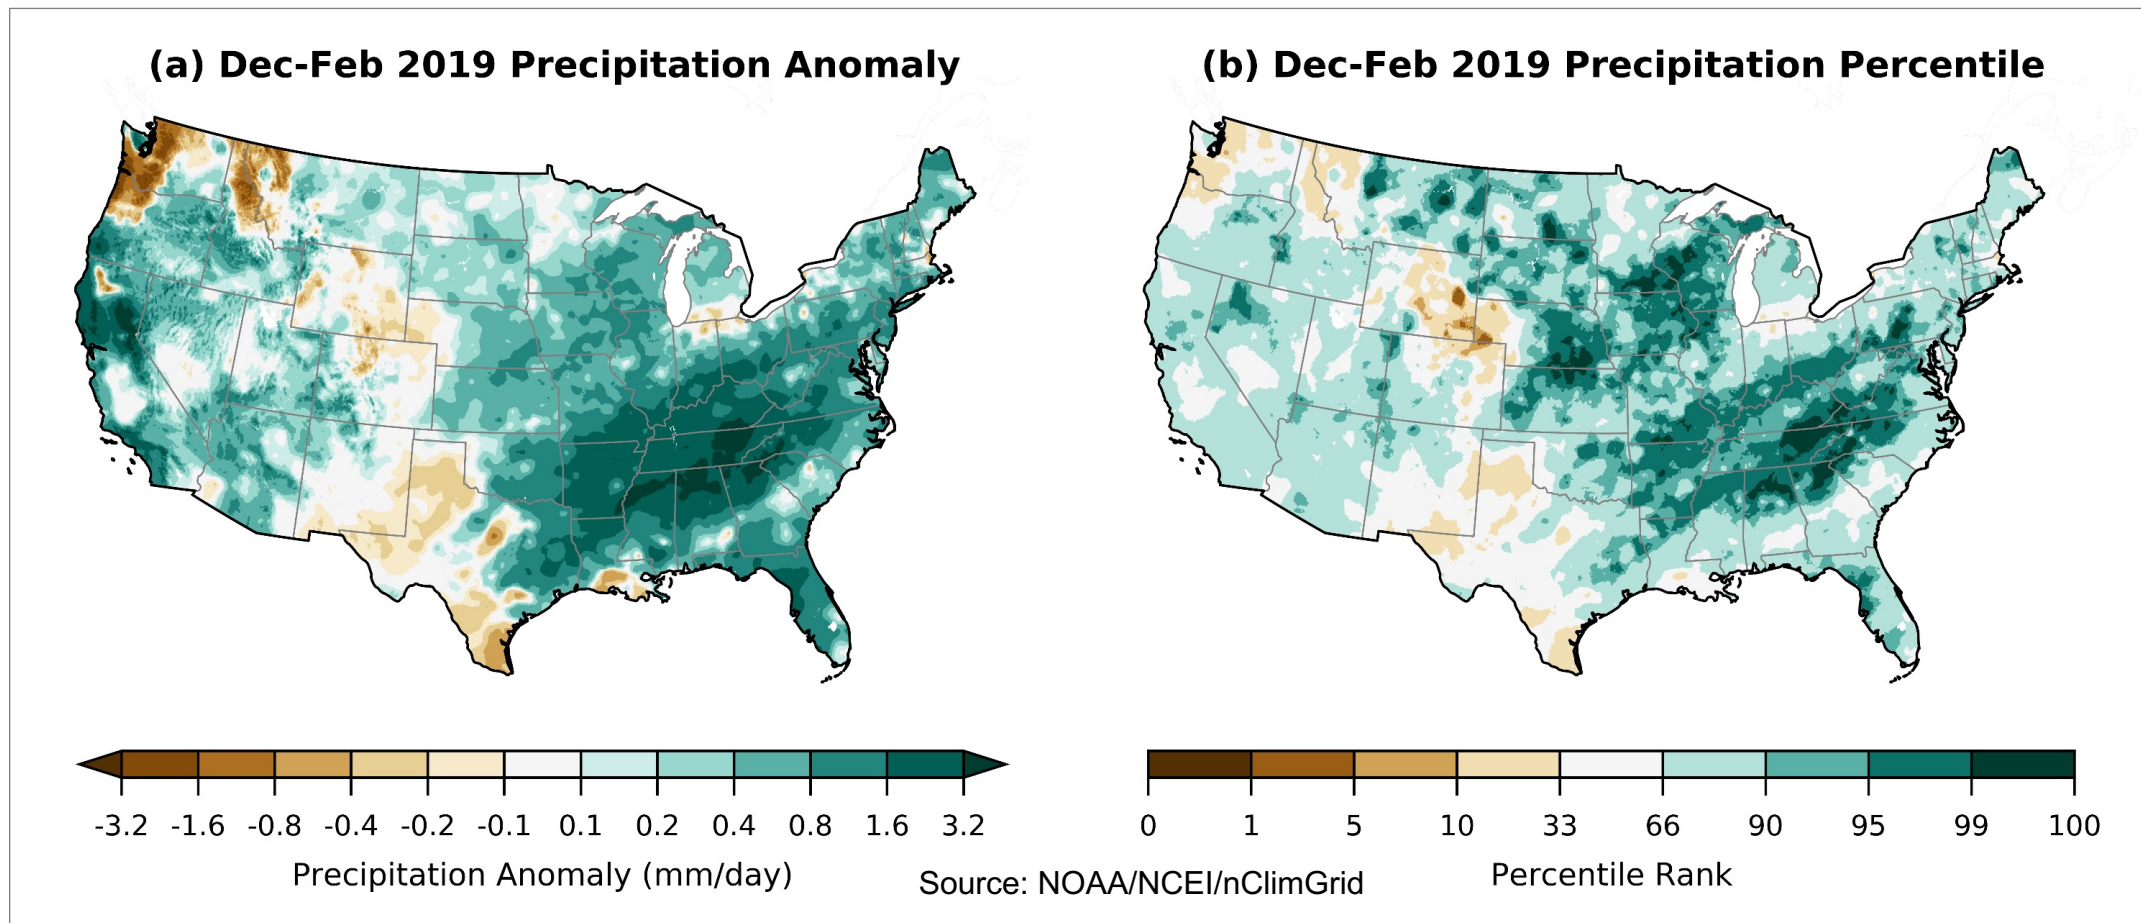 (a) Dec-Feb 2019 Precipitation Anomaly
(b) Dec-Feb 2019 Precipitation Percentile
-3.2 -1.6 -0.8 -0.4 -0.2 -0.1 0.1 0.2 0.4 0.8 1.6 3.2
Precipitation Anomaly (mm/day)
0 1 5 10 33 66 90 95 99 100
Percentile Rank
Source: NOAA/NCEI/nClimGrid